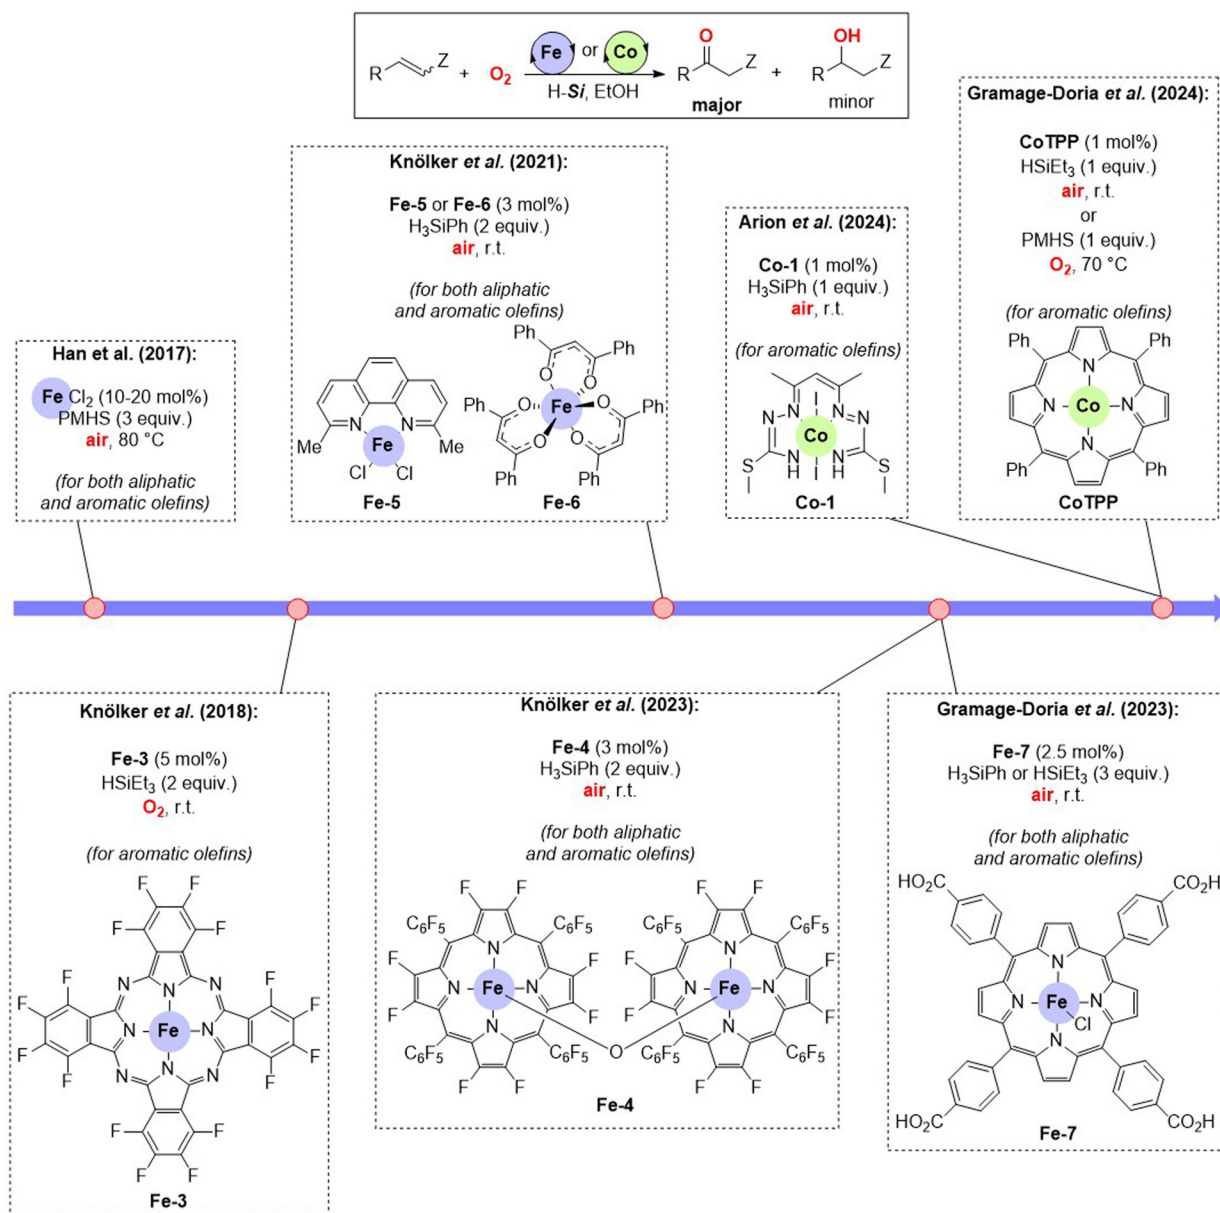 R
Z
+
O2
Fe
or
Co
H-Si, EtOH
O
R
Z
major
+
OH
R
Z
minor
Gramage-Doria et al. (2024):
CoTPP (1 mol%)
HSiEt3 (1 equiv.)
air, r.t.
or
PMHS (1 equiv.)
O2, 70 °C
(for aromatic olefins)
Ph
Ph
N
N
Co
N
N
Ph
Ph
CoTPP
Knölker et al. (2021):
Fe-5 or Fe-6 (3 mol%)
H3SiPh (2 equiv.)
air, r.t.
(for both aliphatic
and aromatic olefins)
N
N
Me
Fe
Me
Cl
Cl
Fe-5
Ph
Ph
O
O
Ph
O
Fe
O
Ph
O
O
Ph
Ph
Fe-6
Arion et al. (2024):
Co-1 (1 mol%)
H3SiPh (1 equiv.)
air, r.t.
(for aromatic olefins)
I
N
N
N
N
Co
S
NH
HN
S
I
Co-1
Han et al. (2017):
FeCl2 (10-20 mol%)
PMHS (3 equiv.)
air, 80 °C
(for both aliphatic
and aromatic olefins)
Knölker et al. (2018):
Fe-3 (5 mol%)
HSiEt3 (2 equiv.)
O2, r.t.
(for aromatic olefins)
F
F
F
F
F
F
F
F
N
N
N
N
Fe
N
N
N
N
F
F
F
F
F
F
F
F
Fe-3
Knölker et al. (2023):
Fe-4 (3 mol%)
H3SiPh (2 equiv.)
air, r.t.
(for both aliphatic
and aromatic olefins)
F
F
F
F
C6F5
C6F5
C6F5
C6F5
N
N
F
F
F
F
N
Fe
N
N
Fe
N
F
F
F
F
N
N
C6F5
C6F5
C6F5
C6F5
O
F
F
F
F
Fe-4
Gramage-Doria et al. (2023):
Fe-7 (2.5 mol%)
H3SiPh or HSiEt3 (3 equiv.)
air, r.t.
(for both aliphatic
and aromatic olefins)
HO2C
CO2H
N
N
Fe
N
Cl
N
HO2C
CO2H
Fe-7